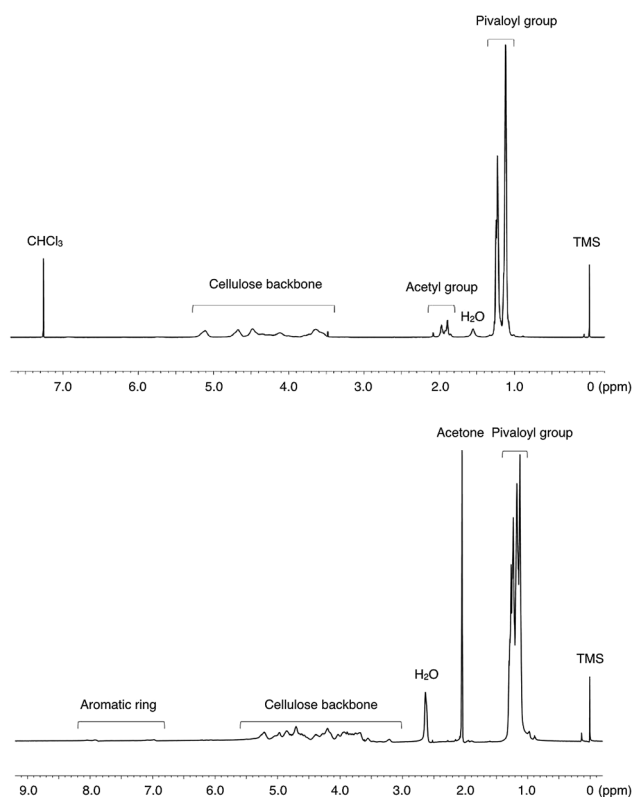 Pivaloyl group
CHCl₃
TMS
Cellulose backbone
Acetyl group
H₂O
7.0 6.0 5.0 4.0 3.0 2.0 1.0 0 (ppm)
Acetone Pivaloyl group
H₂O
TMS
Aromatic ring
Cellulose backbone
9.0 8.0 7.0 6.0 5.0 4.0 3.0 2.0 1.0 0 (ppm)